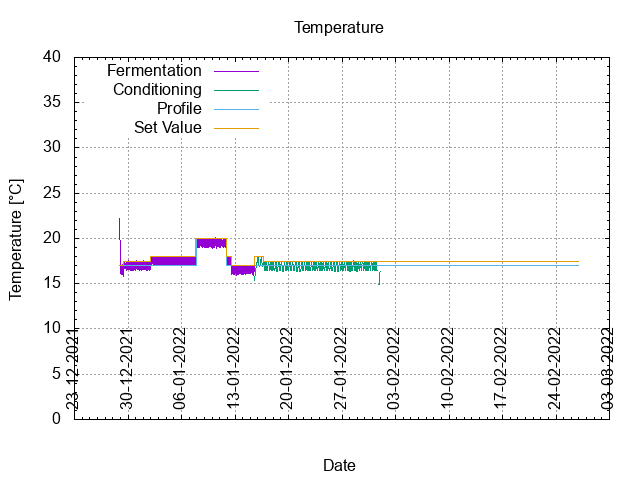 Temperature
Temperature [°C]
40
35
30
25
20
15
10
5
0
Fermentation
Conditioning
Profile
Set Value
23-12-2021
30-12-2021
06-01-2022
13-01-2022
20-01-2022
27-01-2022
03-02-2022
10-02-2022
17-02-2022
24-02-2022
03-03-2022
Date